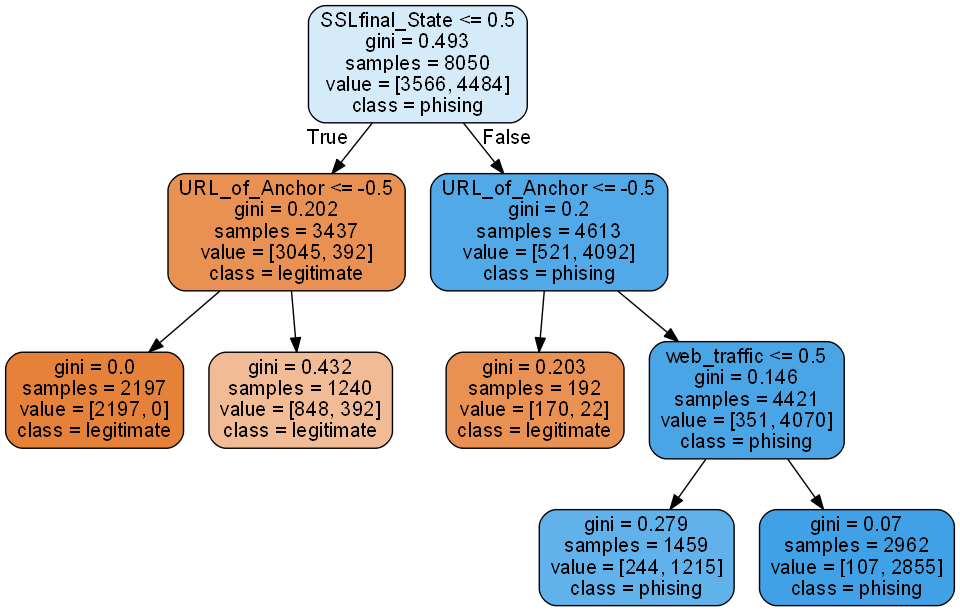 SSLfinal_State <= 0.5
gini = 0.493
samples = 8050
value = [3566, 4484]
class = phising
True
False
URL_of_Anchor <= -0.5
gini = 0.202
samples = 3437
value = [3045, 392]
class = legitimate
URL_of_Anchor <= -0.5
gini = 0.2
samples = 4613
value = [521, 4092]
class = phising
gini = 0.0
samples = 2197
value = [2197, 0]
class = legitimate
gini = 0.432
samples = 1240
value = [848, 392]
class = legitimate
gini = 0.203
samples = 192
value = [170, 22]
class = legitimate
web_traffic <= 0.5
gini = 0.146
samples = 4421
value = [351, 4070]
class = phising
gini = 0.279
samples = 1459
value = [244, 1215]
class = phising
gini = 0.07
samples = 2962
value = [107, 2855]
class = phising